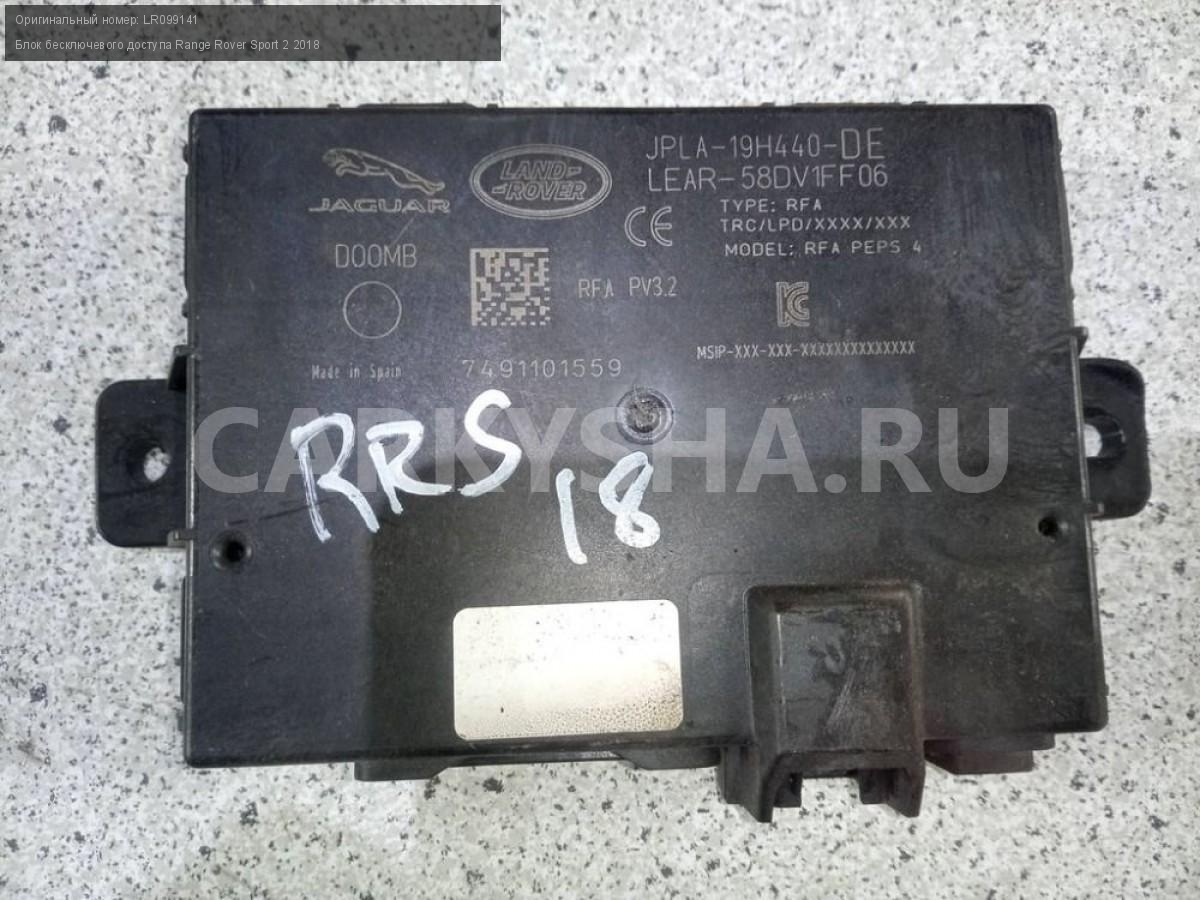 Оригинальный номер: LR099141
Блок бесключевого доступа Range Rover Sport 2 2018
JAGUAR
LAND-
-ROVER
JPLA-19H440-DE
LEAR-58DV1FF06
TYPE: RFA
TRC/LPD/XXXX/XXX
MODEL: RFA PEPS 4
CE
D00MB
RFA PV3.2
KC
MSIP-XXX-XXX-XXXXXXXXXXXXXX
Made in Spain
7491101559
CARKYSHA.RU
RRS
18